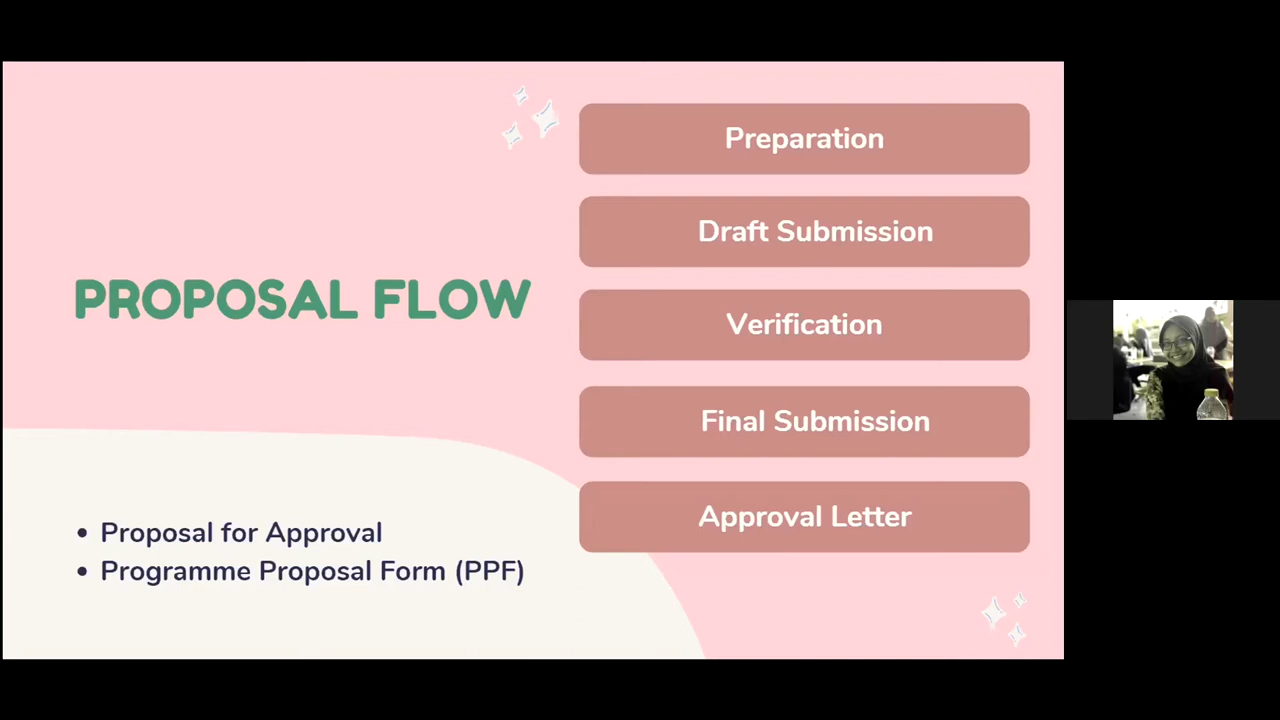 PROPOSAL FLOW
Proposal for Approval
Programme Proposal Form (PPF)
Preparation
Draft Submission
Verification
Final Submission
Approval Letter